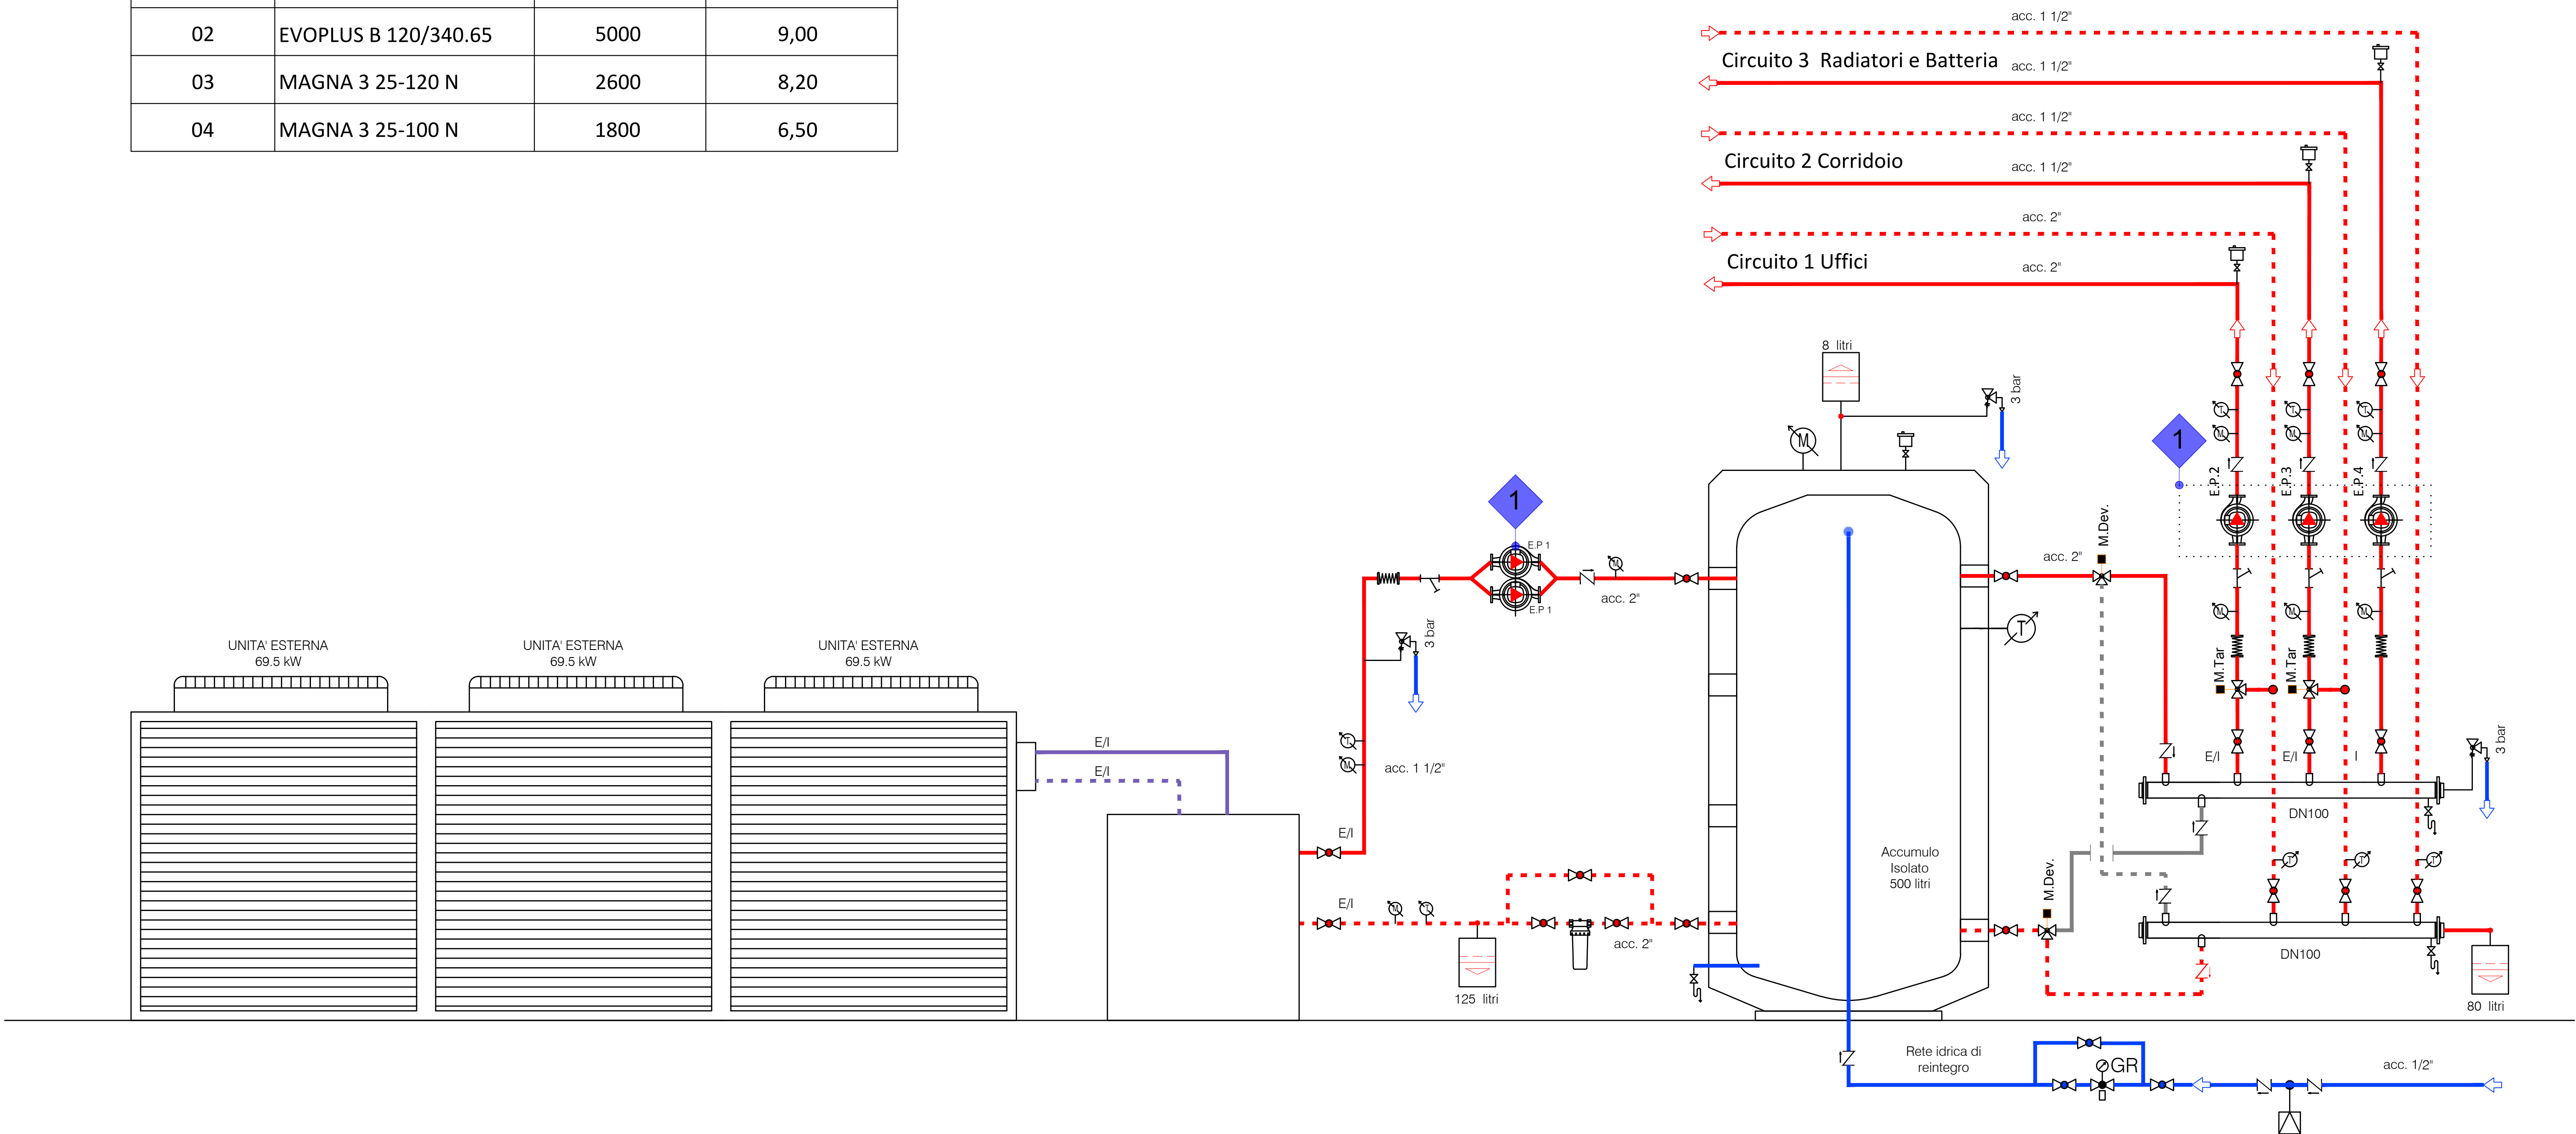 02 EVOPLUS B 120/340.65 5000 9,00
03 MAGNA 3 25-120 N 2600 8,20
04 MAGNA 3 25-100 N 1800 6,50
acc. 1 1/2"
Circuito 3 Radiatori e Batteria
acc. 1 1/2"
acc. 1 1/2"
Circuito 2 Corridoio
acc. 1 1/2"
acc. 2"
Circuito 1 Uffici
acc. 2"
8 litri
3 bar
M
T
T
T
M
M
M
1
1
E.P.2
E.P.3
E.P.4
E.P 1
E.P 1
M
acc. 2"
M.Dev.
acc. 2"
M
M
M
T
3 bar
M.Tar
M.Tar
UNITA' ESTERNA
69.5 kW
UNITA' ESTERNA
69.5 kW
UNITA' ESTERNA
69.5 kW
E/I
E/I
T
M
acc. 1 1/2"
E/I
E/I
I
3 bar
DN100
E/I
E/I
M
T
acc. 2"
125 litri
Accumulo
Isolato
500 litri
M.Dev.
T
T
T
DN100
80 litri
Rete idrica di
reintegro
GR
acc. 1/2"